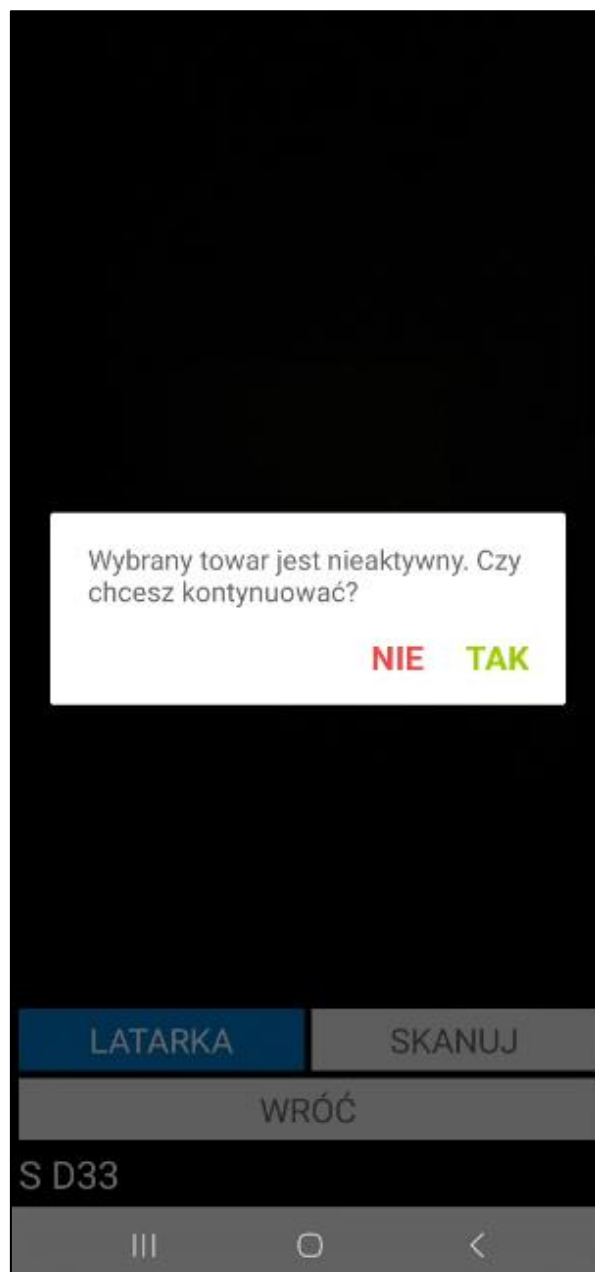 Wybrany towar jest nieaktywny. Czy
chcesz kontynuować?
NIE TAK
LATARKA SKANUJ
WRÓĆ
S D33